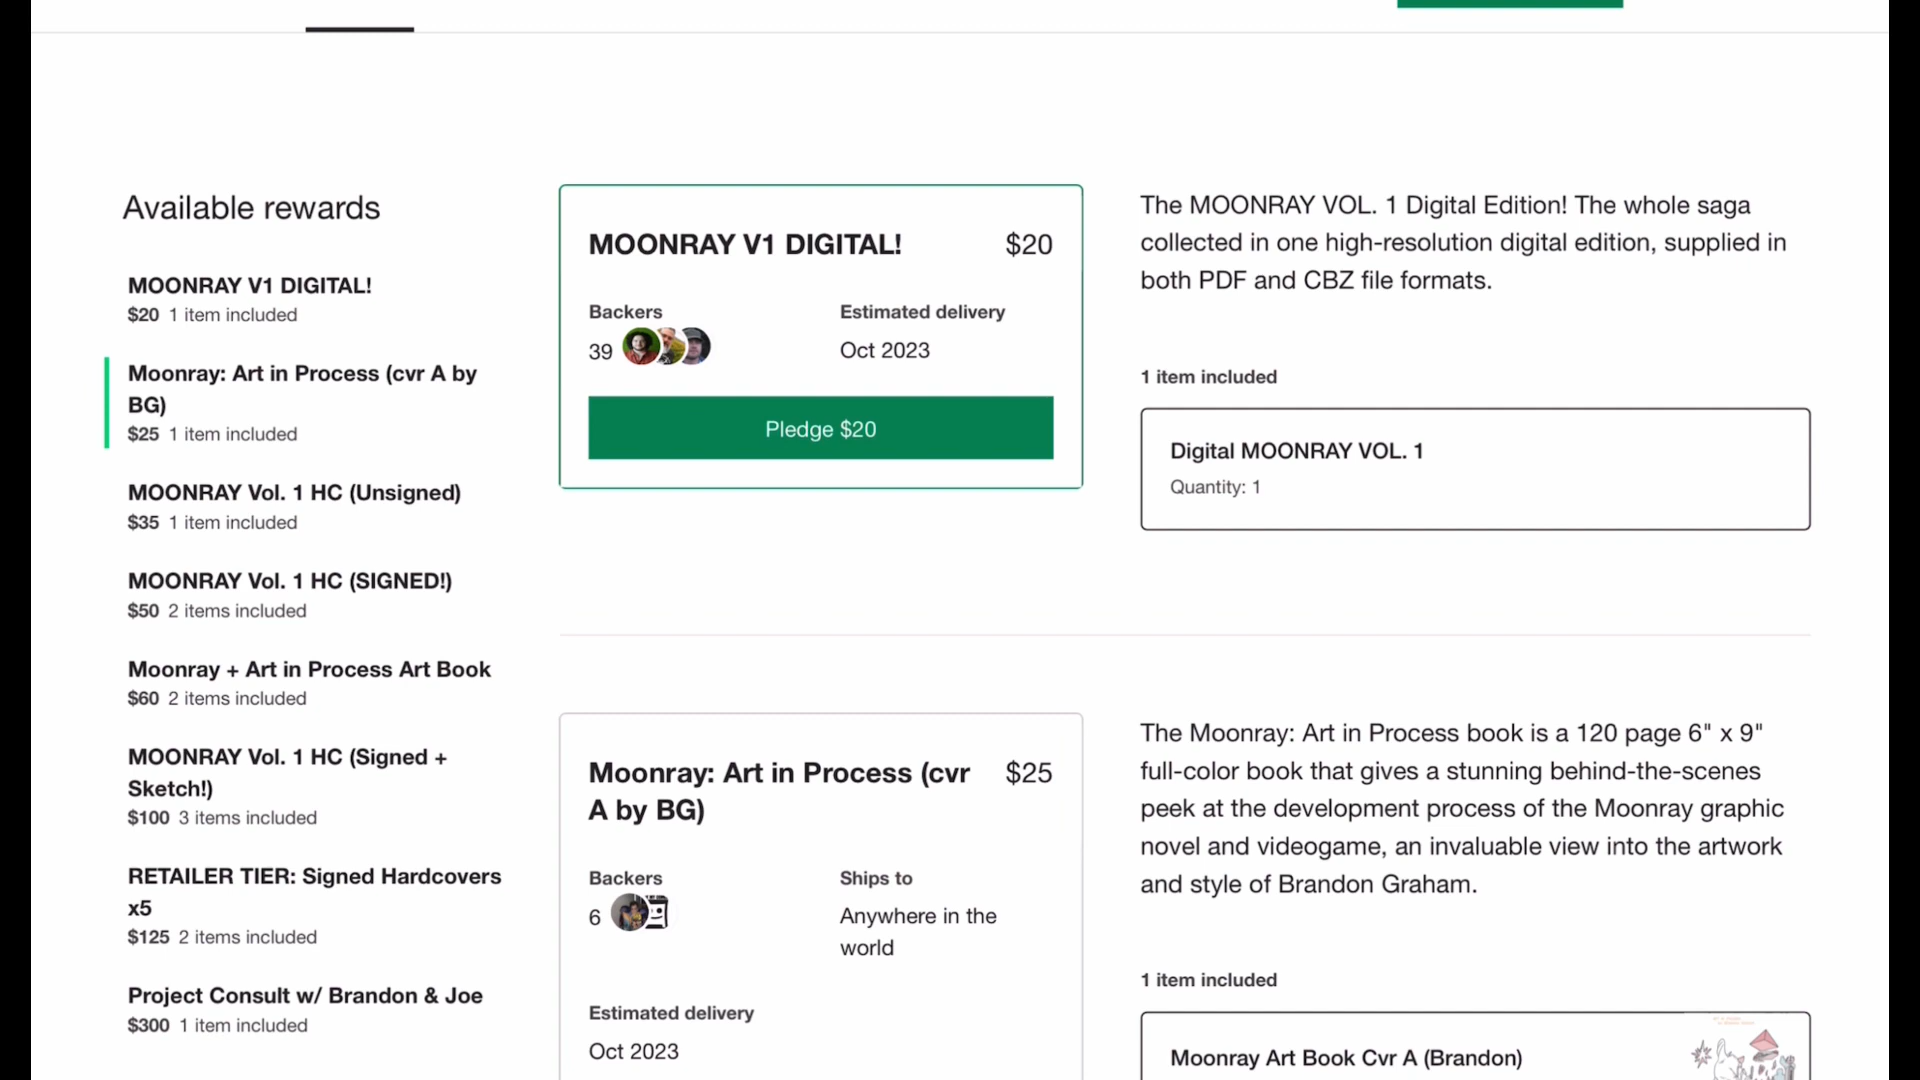 Available rewards
MOONRAY V1 DIGITAL!
$20 1 item included
Moonray: Art in Process (cvr A by
BG)
$25 1 item included
MOONRAY Vol. 1 HC (Unsigned)
$35 1 item included
MOONRAY Vol. 1 HC (SIGNED!)
$50 2 items included
Moonray + Art in Process Art Book
$60 2 items included
MOONRAY Vol. 1 HC (Signed +
Sketch!)
$100 3 items included
RETAILER TIER: Signed Hardcovers
x5
$125 2 items included
Project Consult w/ Brandon & Joe
$300 1 item included
MOONRAY V1 DIGITAL! $20
Backers
39
Estimated delivery
Oct 2023
Pledge $20
The MOONRAY VOL. 1 Digital Edition! The whole saga
collected in one high-resolution digital edition, supplied in
both PDF and CBZ file formats.
1 item included
Digital MOONRAY VOL. 1
Quantity: 1
Moonray: Art in Process (cvr $25
A by BG)
Backers
6
Ships to
Anywhere in the
world
Estimated delivery
Oct 2023
The Moonray: Art in Process book is a 120 page 6" x 9"
full-color book that gives a stunning behind-the-scenes
peek at the development process of the Moonray graphic
novel and videogame, an invaluable view into the artwork
and style of Brandon Graham.
1 item included
Moonray Art Book Cvr A (Brandon)